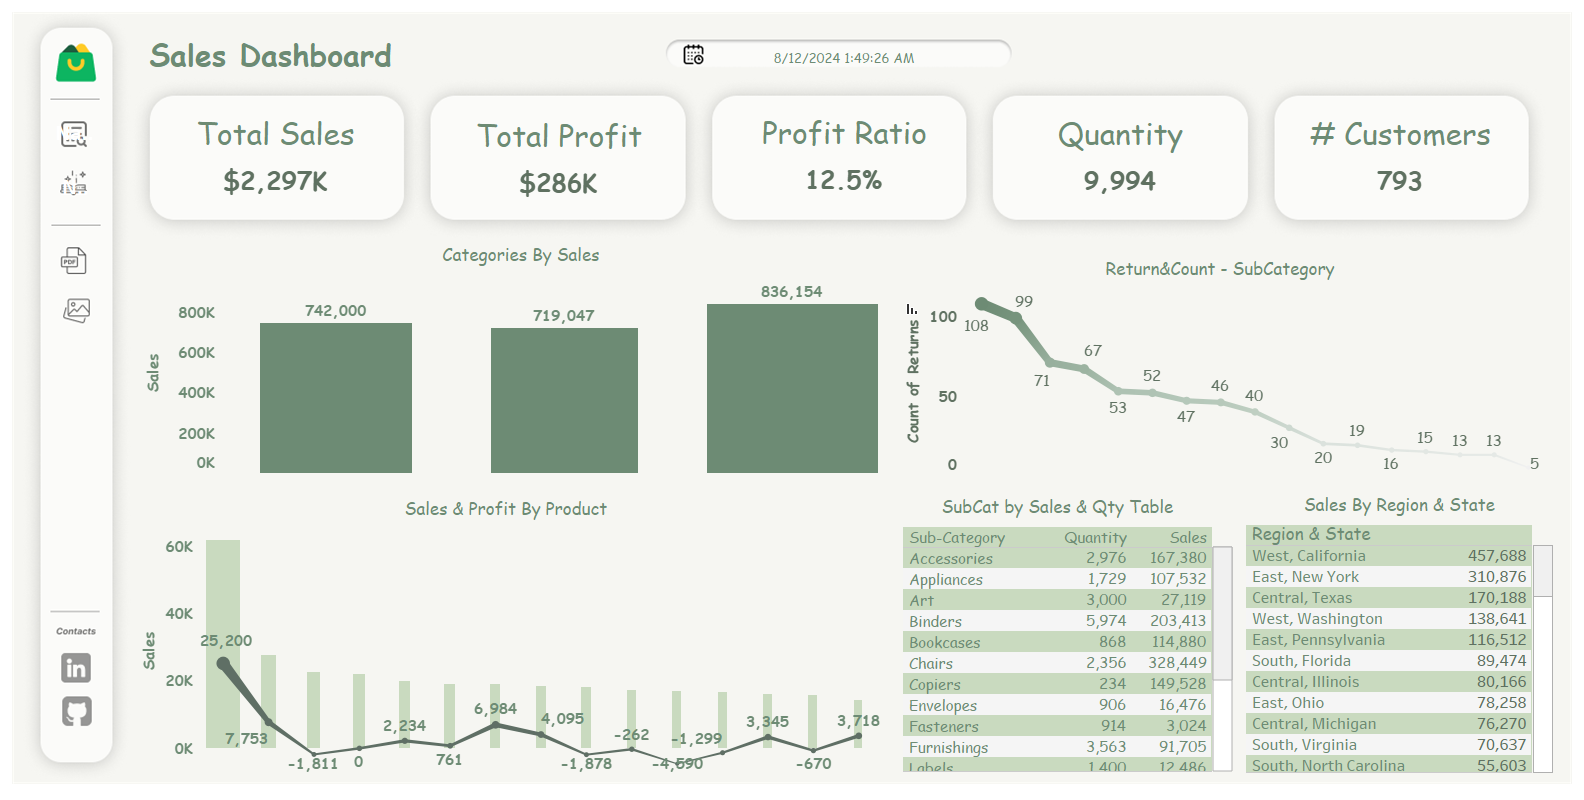 Sales Dashboard
8/12/2024 1:49:26 AM
Total Sales
$2,297K
Total Profit
$286K
Profit Ratio
12.5%
Quantity
9,994
# Customers
793
PDF
Contacts
in
Categories By Sales
Sales
800K
600K
400K
200K
0K
742,000
719,047
836,154
Return&Count - SubCategory
Count of Returns
100
50
0
108
99
71
67
53
52
47
46
40
30
20
19
16
15
13
13
5
Sales & Profit By Product
Sales
60K
40K
20K
0K
25,200
7,753
-1,811
0
2,234
761
6,984
4,095
-1,878
-262
-4,590
-1,299
3,345
-670
3,718
SubCat by Sales & Qty Table
Sub-Category Quantity Sales
Accessories 2,976 167,380
Appliances 1,729 107,532
Art 3,000 27,119
Binders 5,974 203,413
Bookcases 868 114,880
Chairs 2,356 328,449
Copiers 234 149,528
Envelopes 906 16,476
Fasteners 914 3,024
Furnishings 3,563 91,705
Labels 1,400 12,486
Sales By Region & State
Region & State
West, California 457,688
East, New York 310,876
Central, Texas 170,188
West, Washington 138,641
East, Pennsylvania 116,512
South, Florida 89,474
Central, Illinois 80,166
East, Ohio 78,258
Central, Michigan 76,270
South, Virginia 70,637
South, North Carolina 55,603